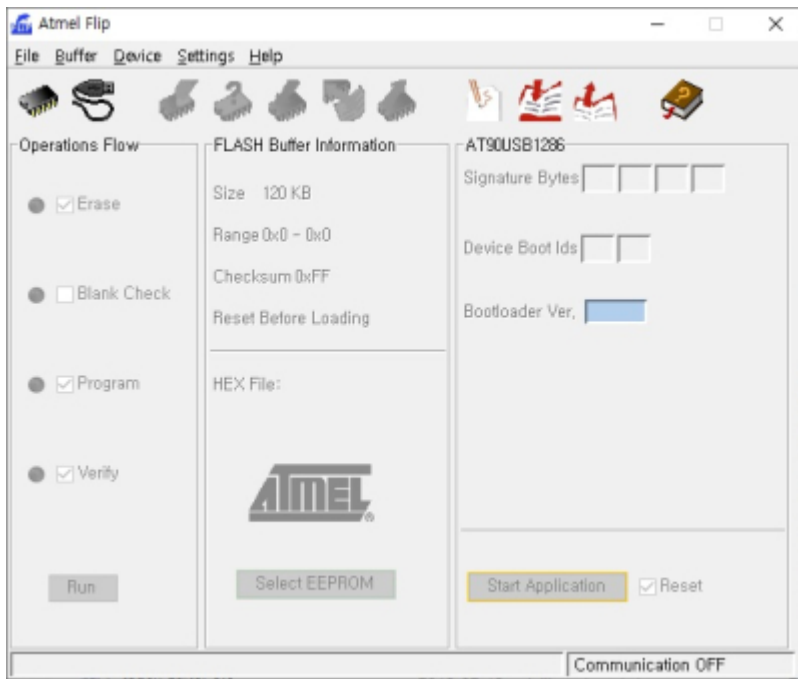 Atmel Flip
File Buffer Device Settings Help
Operations Flow
Erase
Blank Check
Program
Verify
Run
FLASH Buffer Information
Size 120 KB
Range 0x0 - 0x0
Checksum 0xFF
Reset Before Loading
HEX File:
ATMEL
Select EEPROM
AT90USB1286
Signature Bytes
Device Boot Ids
Bootloader Ver,
Start Application
Reset
Communication OFF